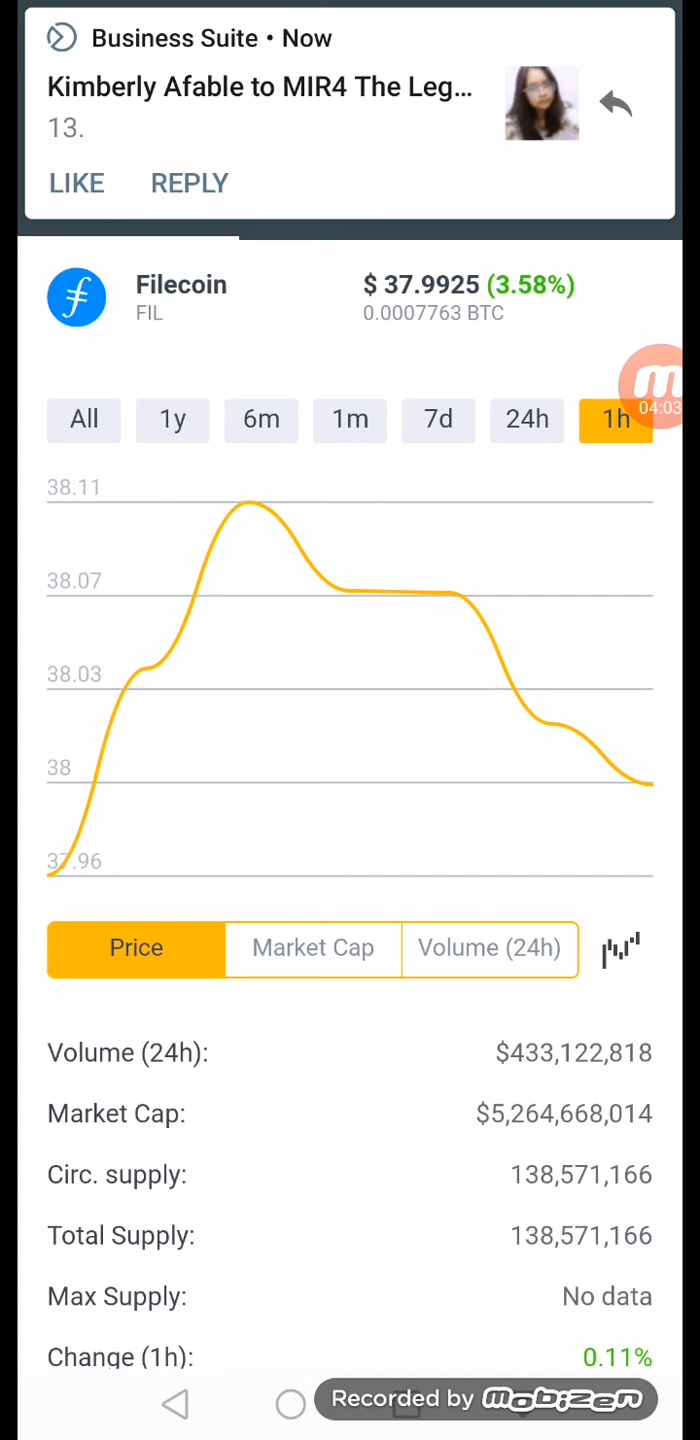 Business Suite • Now
Kimberly Afable to MIR4 The Leg...
13.
LIKE REPLY
Filecoin $ 37.9925 (3.58%)
FIL 0.0007763 BTC
04:03
All 1y 6m 1m 7d 24h 1h
38.11
38.07
38.03
38
37.96
Price Market Cap Volume (24h)
Volume (24h): $433,122,818
Market Cap: $5,264,668,014
Circ. supply: 138,571,166
Total Supply: 138,571,166
Max Supply: No data
Change (1h): 0.11%
Recorded by mobizen